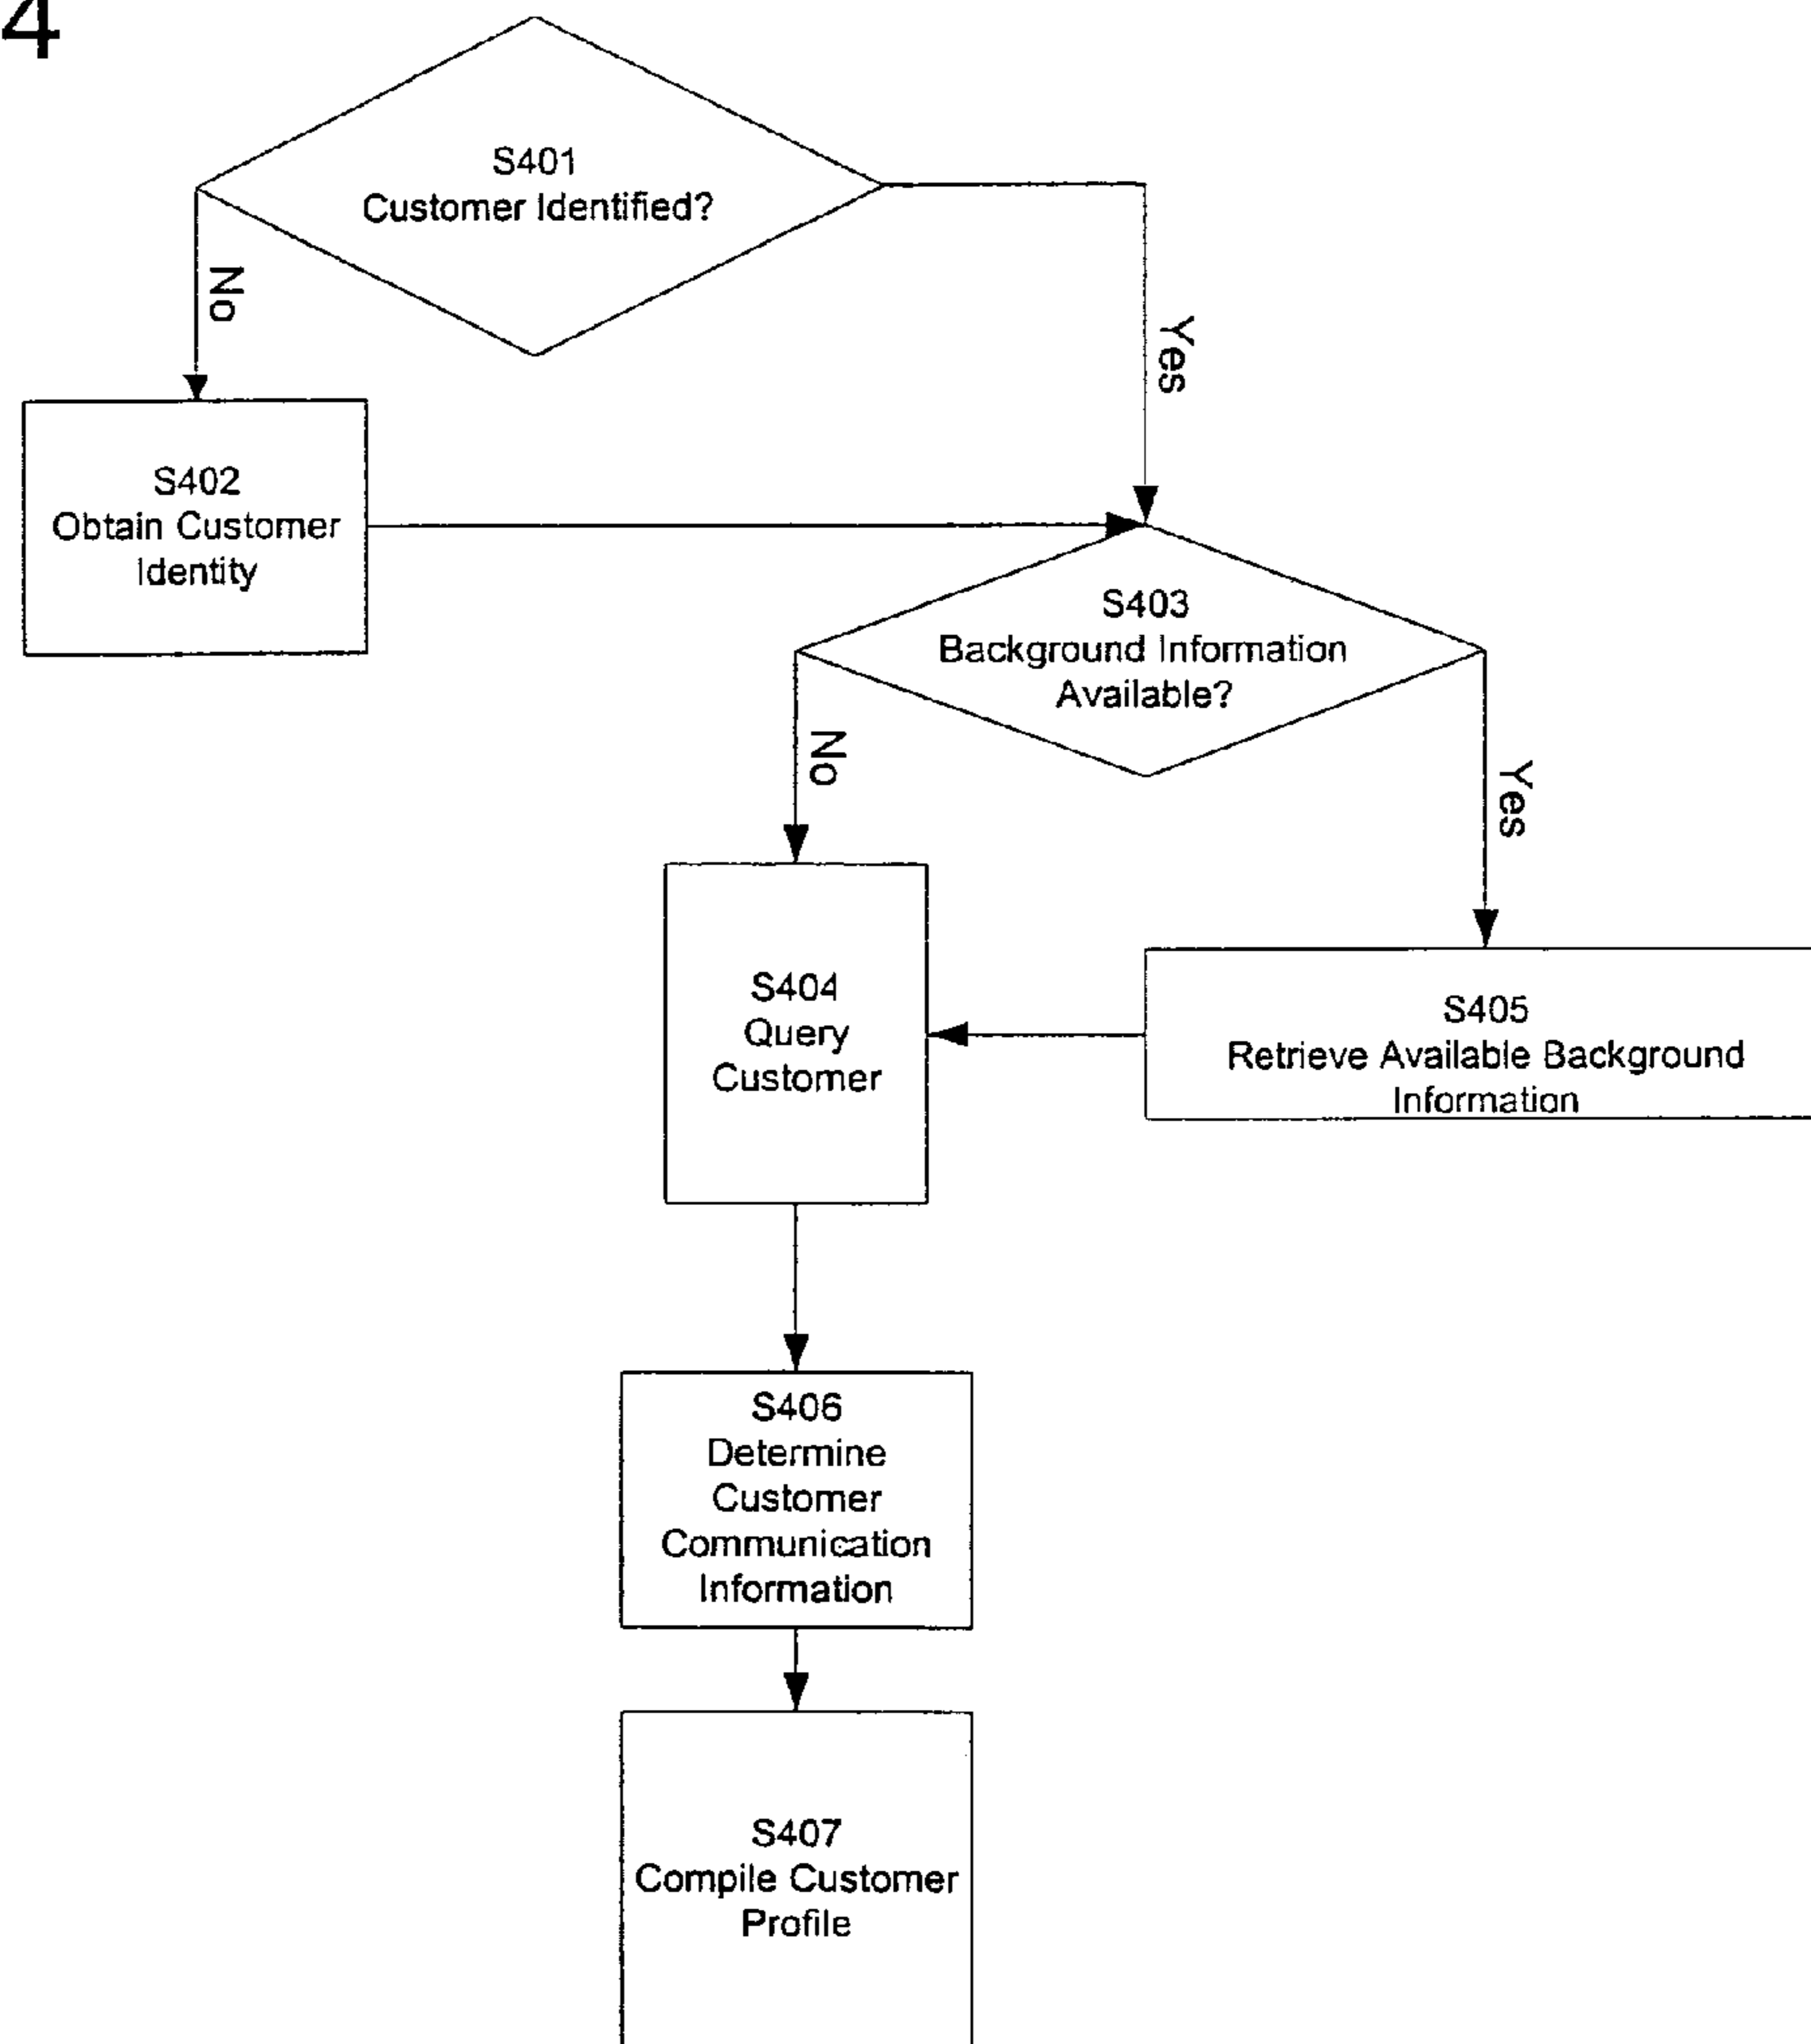 4
S401
Customer Identified?
No
Yes
S402
Obtain Customer
Identity
S403
Background Information
Available?
No
Yes
S404
Query
Customer
S405
Retrieve Available Background
Information
S406
Determine
Customer
Communication
Information
S407
Compile Customer
Profile